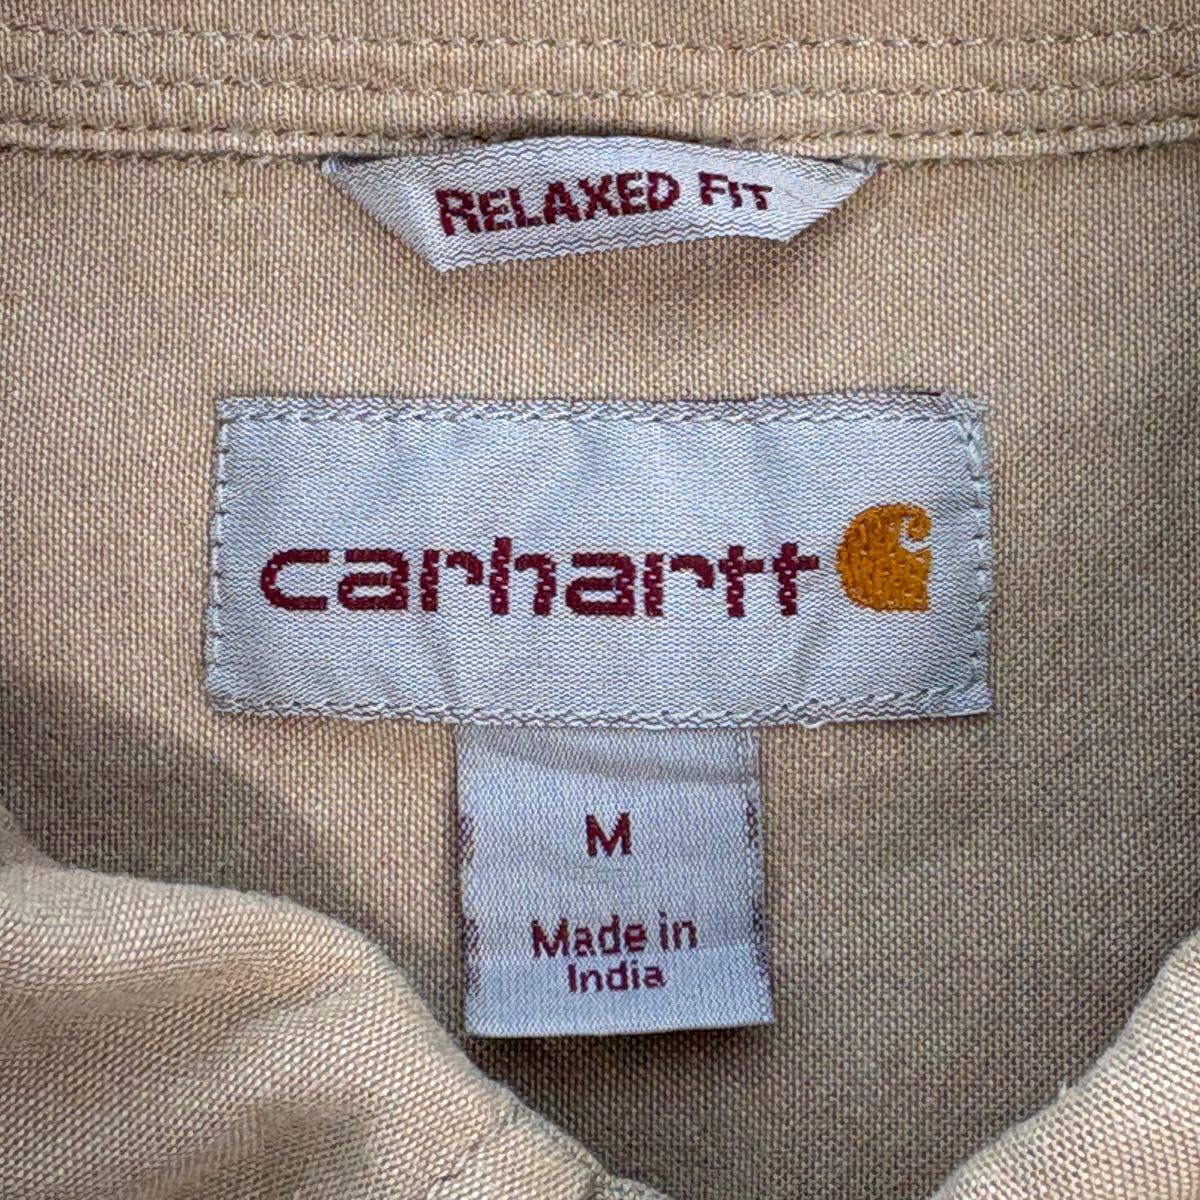 RELAXED FIT
carhartt
M
Made in
India